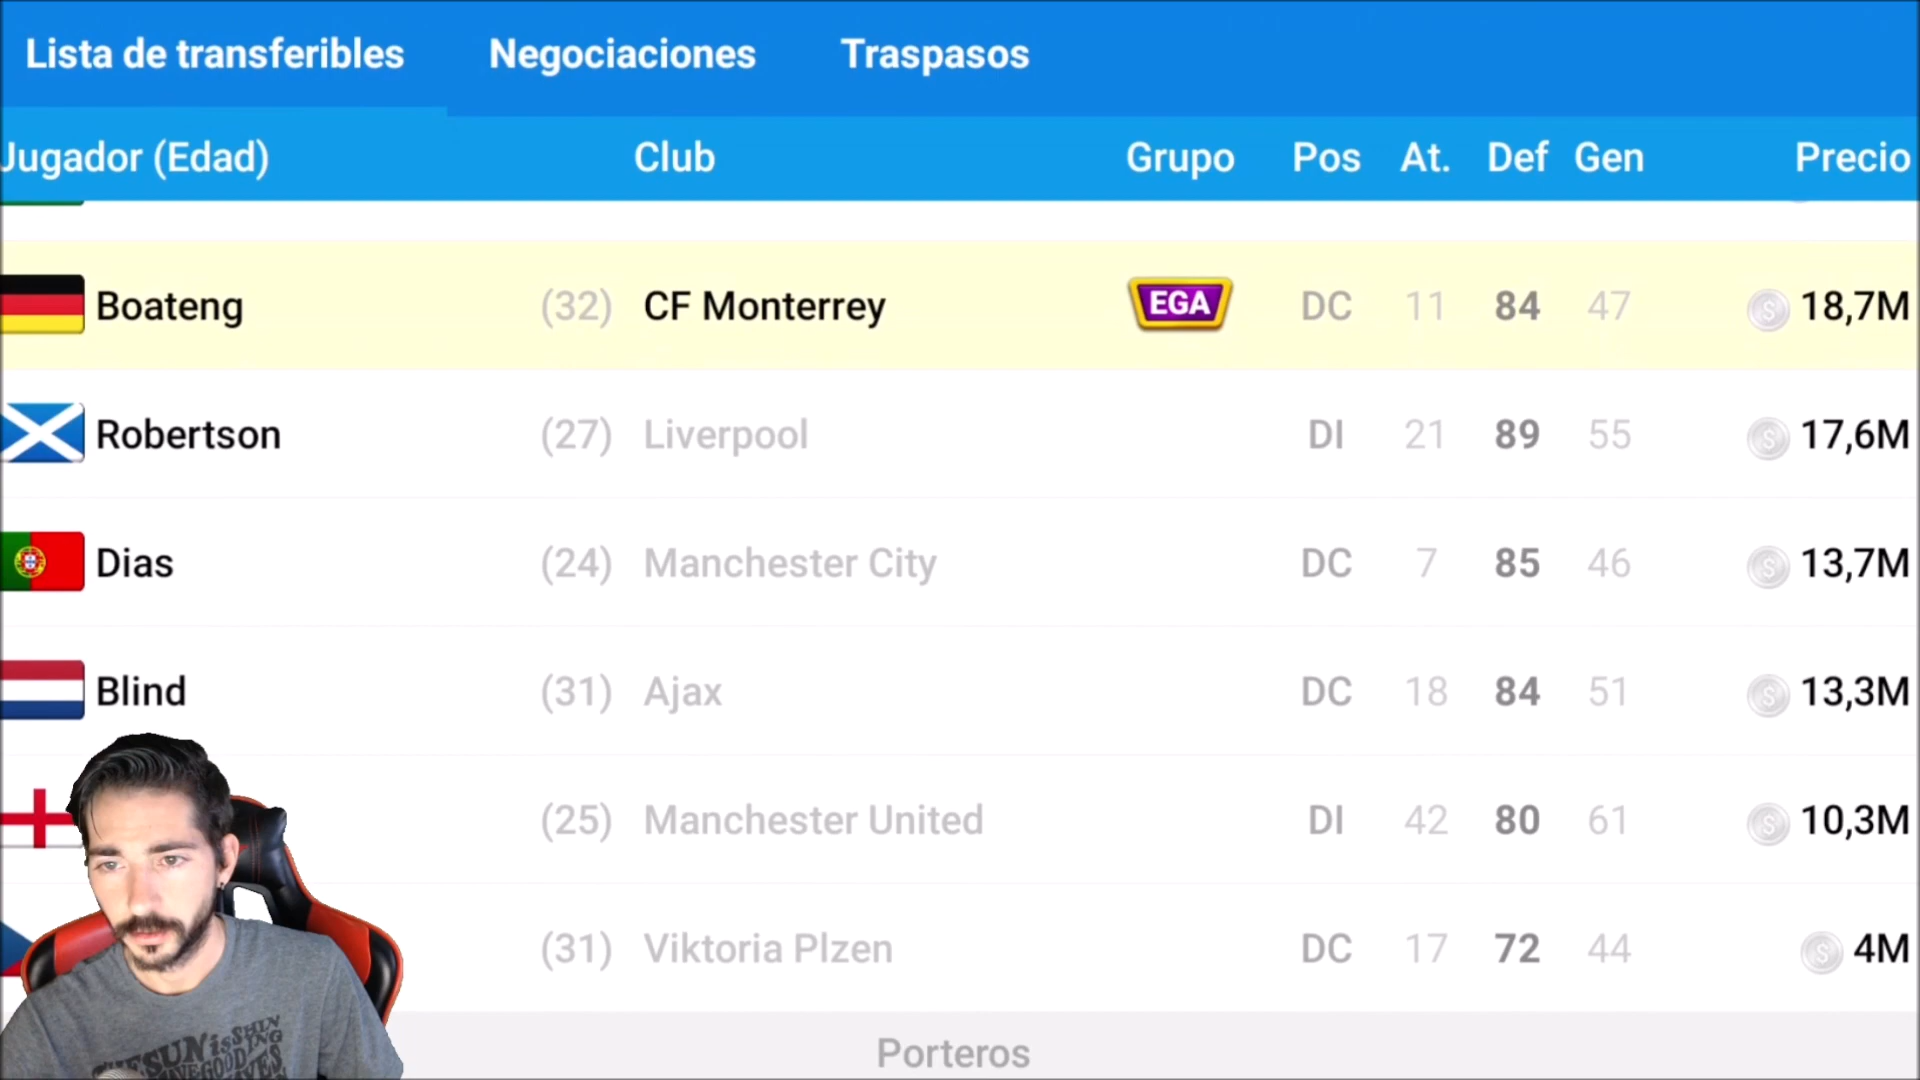 Lista de transferibles Negociaciones Traspasos
Jugador (Edad) Club Grupo Pos At. Def Gen Precio
Boateng (32) CF Monterrey EGA DC 11 84 47 18,7M
Robertson (27) Liverpool DI 21 89 55 17,6M
Dias (24) Manchester City DC 7 85 46 13,7M
Blind (31) Ajax DC 18 84 51 13,3M
(25) Manchester United DI 42 80 61 10,3M
(31) Viktoria Plzen DC 17 72 44 4M
Porteros